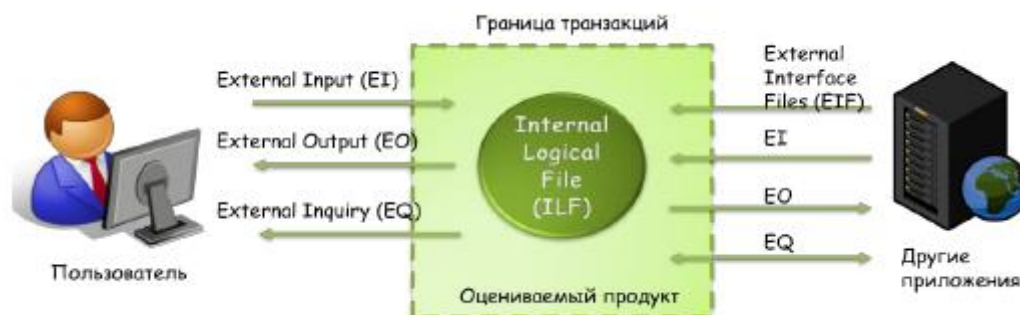 Граница транзакций
External Input (EI)
External Output (EO)
External Inquiry (EQ)
Пользователь
Internal
Logical
File
(ILF)
Оцениваемый продукт
External
Interface
Files (EIF)
EI
EO
EQ
Другие
приложения